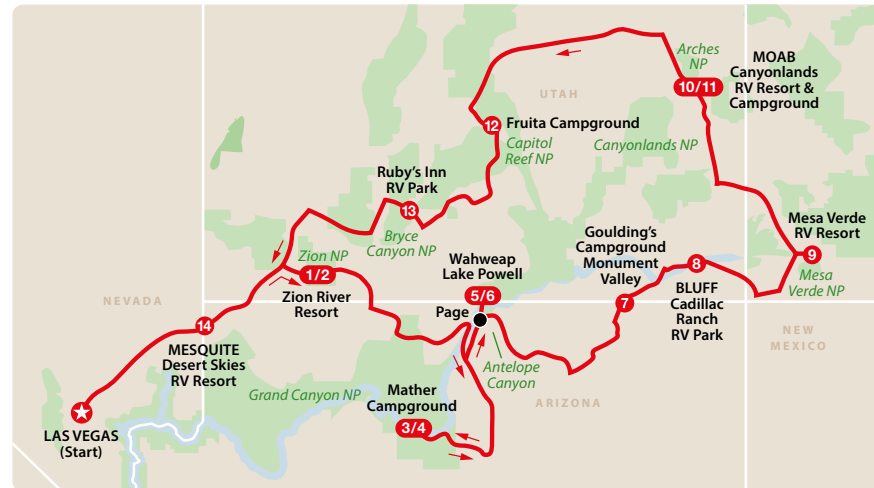 Arches
NP
MOAB
Canyonlands
RV Resort &
Campground
10/11
UTAH
12
Fruita Campground
Capitol
Reef NP
Canyonlands NP
Ruby's Inn
RV Park
13
Bryce
Canyon NP
Goulding's
Campground
Monument
Valley
7
8
BLUFF
Cadillac
Ranch
RV Park
Mesa Verde
RV Resort
9
Mesa
Verde NP
Zion NP
1/2
Zion River
Resort
Wahweap
Lake Powell
5/6
Page
NEVADA
14
MESQUITE
Desert Skies
RV Resort
NEW
MEXICO
Antelope
Canyon
ARIZONA
Grand Canyon NP
Mather
Campground
3/4
LAS VEGAS
(Start)